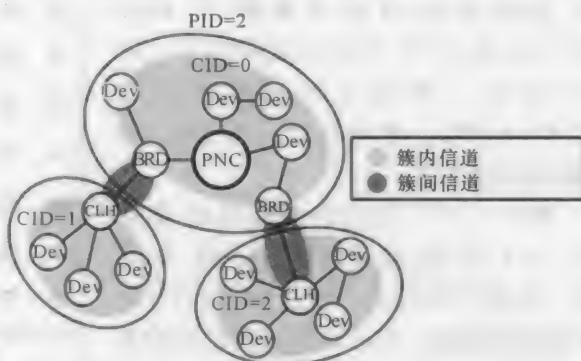 PID=2
CID=0
Dev
Dev Dev
Dev
BRD PNC
BRD
簇内信道
簇间信道
CID=1
CLH
Dev
Dev
Dev
Dev
Dev
CID=2
CLH
Dev
Dev